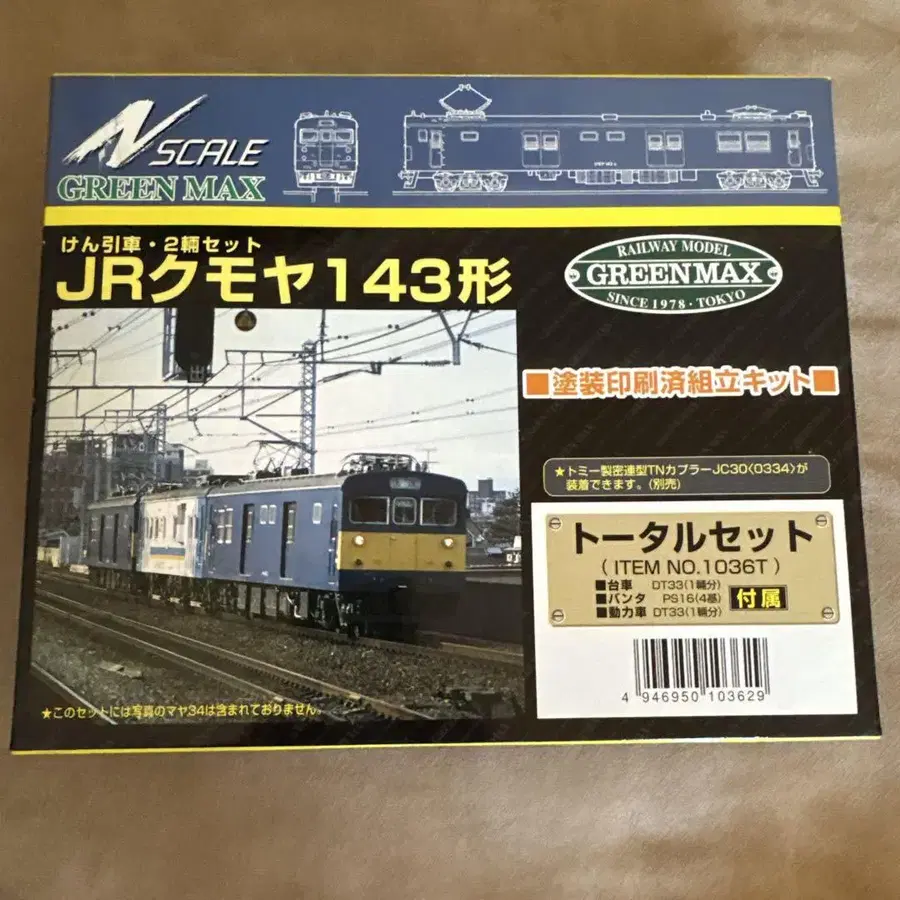 N SCALE
GREEN MAX
けん引車・2輛セット
JRクモヤ143形
RAILWAY MODEL
GREENMAX
SINCE 1978・TOKYO
■塗装印刷済組立キット■
★トミー製密連型TNカプラーJC30〈0334〉が
装着できます。(別売)
トータルセット
( ITEM NO.1036T )
■台車 DT33(1輛分)
■パンタ PS16(4基)
■動力車 DT33(1輛分)
付属
4 946950 103629
★このセットには写真のマヤ34は含まれておりません。